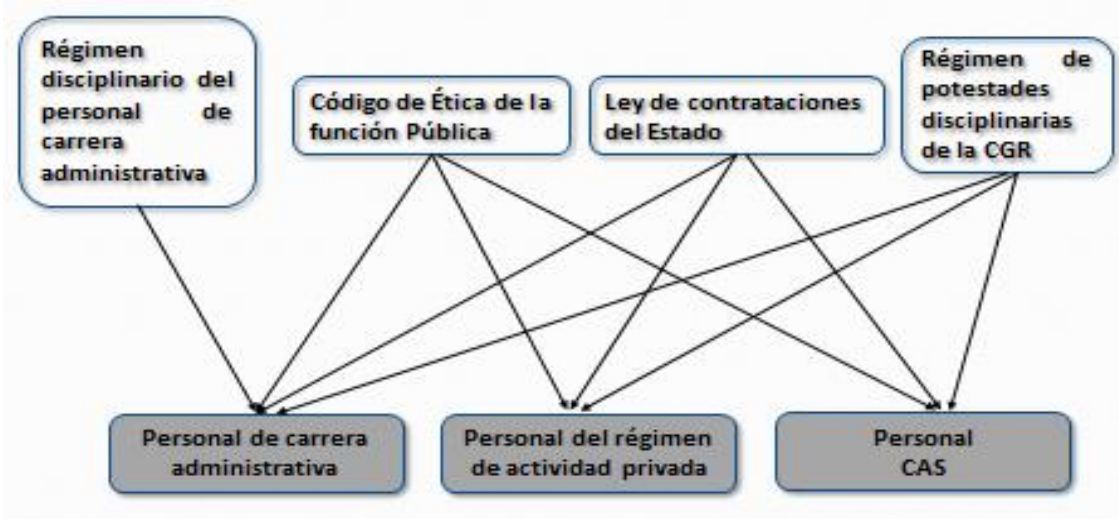 Régimen
disciplinario del
personal de
carrera
administrativa
Código de Ética de la
función Pública
Ley de contrataciones
del Estado
Régimen de
potestades
disciplinarias
de la CGR
Personal de carrera
administrativa
Personal del régimen
de actividad privada
Personal
CAS